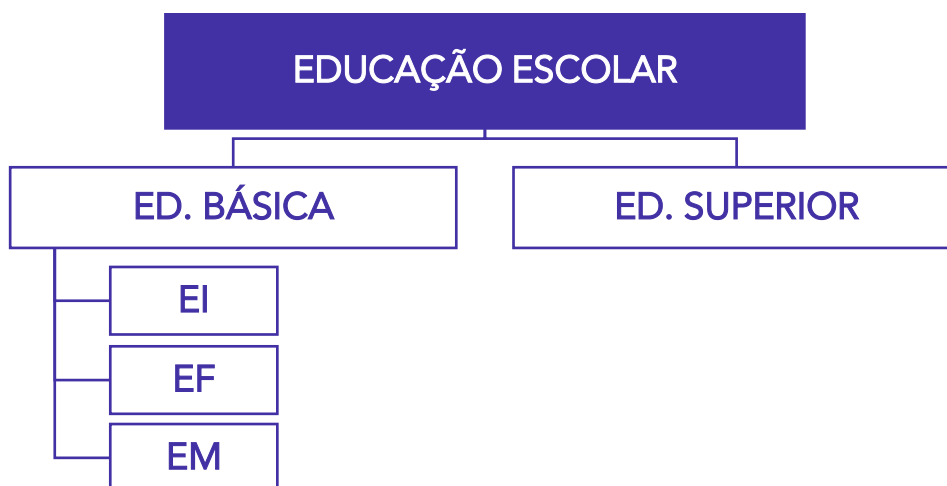 EDUCAÇÃO ESCOLAR
ED. BÁSICA
ED. SUPERIOR
EI
EF
EM